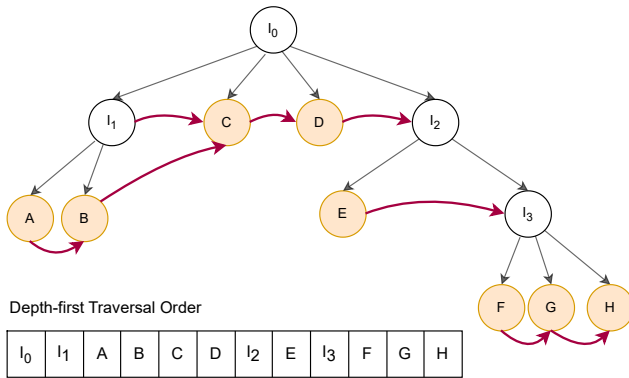 I0
I1
C
D
I2
A
B
E
I3
F
G
H
Depth-first Traversal Order
I0 I1 A B C D I2 E I3 F G H